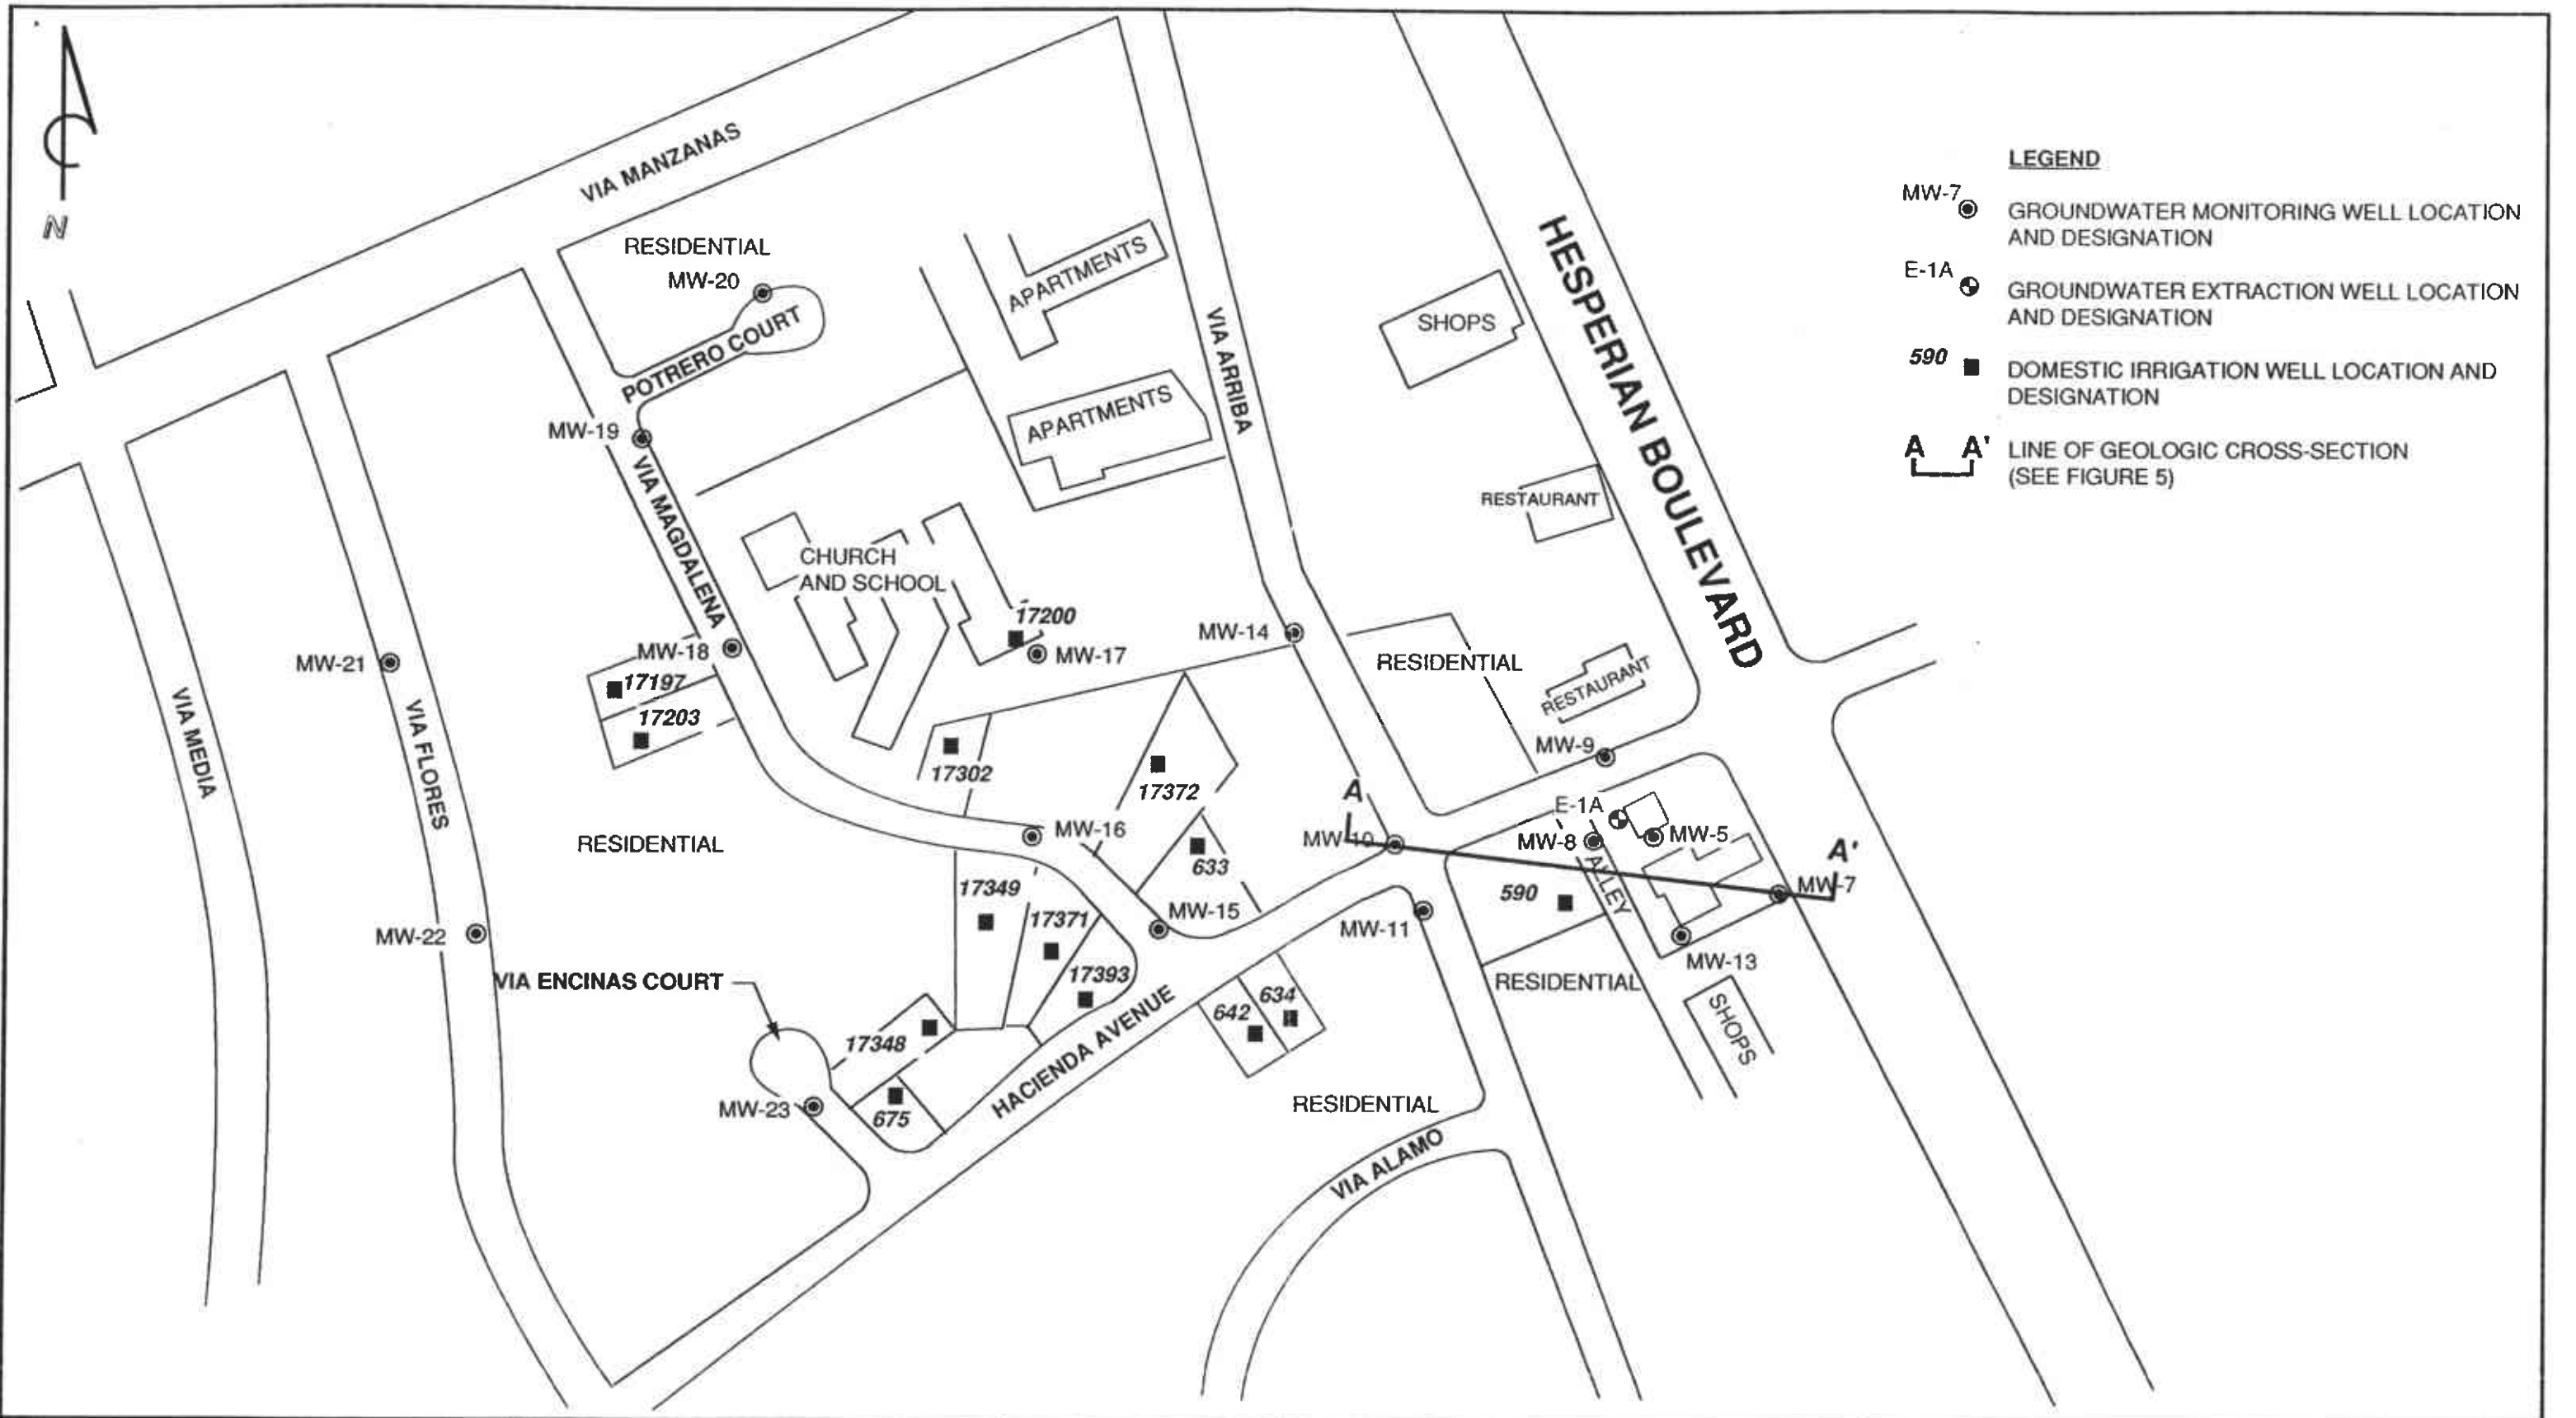 N
VIA MANZANAS
RESIDENTIAL
MW-20
POTRERO COURT
APARTMENTS
APARTMENTS
VIA ARRIBA
SHOPS
HESPERIAN BOULEVARD
LEGEND
MW-7
GROUNDWATER MONITORING WELL LOCATION
AND DESIGNATION
E-1A
GROUNDWATER EXTRACTION WELL LOCATION
AND DESIGNATION
590
DOMESTIC IRRIGATION WELL LOCATION AND
DESIGNATION
A A'
LINE OF GEOLOGIC CROSS-SECTION
(SEE FIGURE 5)
MW-19
VIA MAGDALENA
RESTAURANT
CHURCH
AND SCHOOL
17200
MW-17
MW-14
RESIDENTIAL
RESTAURANT
MW-21
MW-18
17197
17203
VIA MEDIA
VIA FLORES
17302
17372
MW-9
A
E-1A
MW-16
MW-10
MW-8
MW-5
RESIDENTIAL
633
ALLEY
A'
MW-7
17349
17371
590
MW-15
MW-11
MW-22
MW-13
17393
VIA ENCINAS COURT
RESIDENTIAL
634
642
SHOPS
17348
HACIENDA AVENUE
MW-23
675
RESIDENTIAL
VIA ALAMO